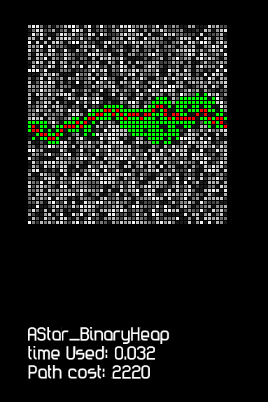 AStar_BinaryHeap
time Used: 0.032
Path cost: 2220